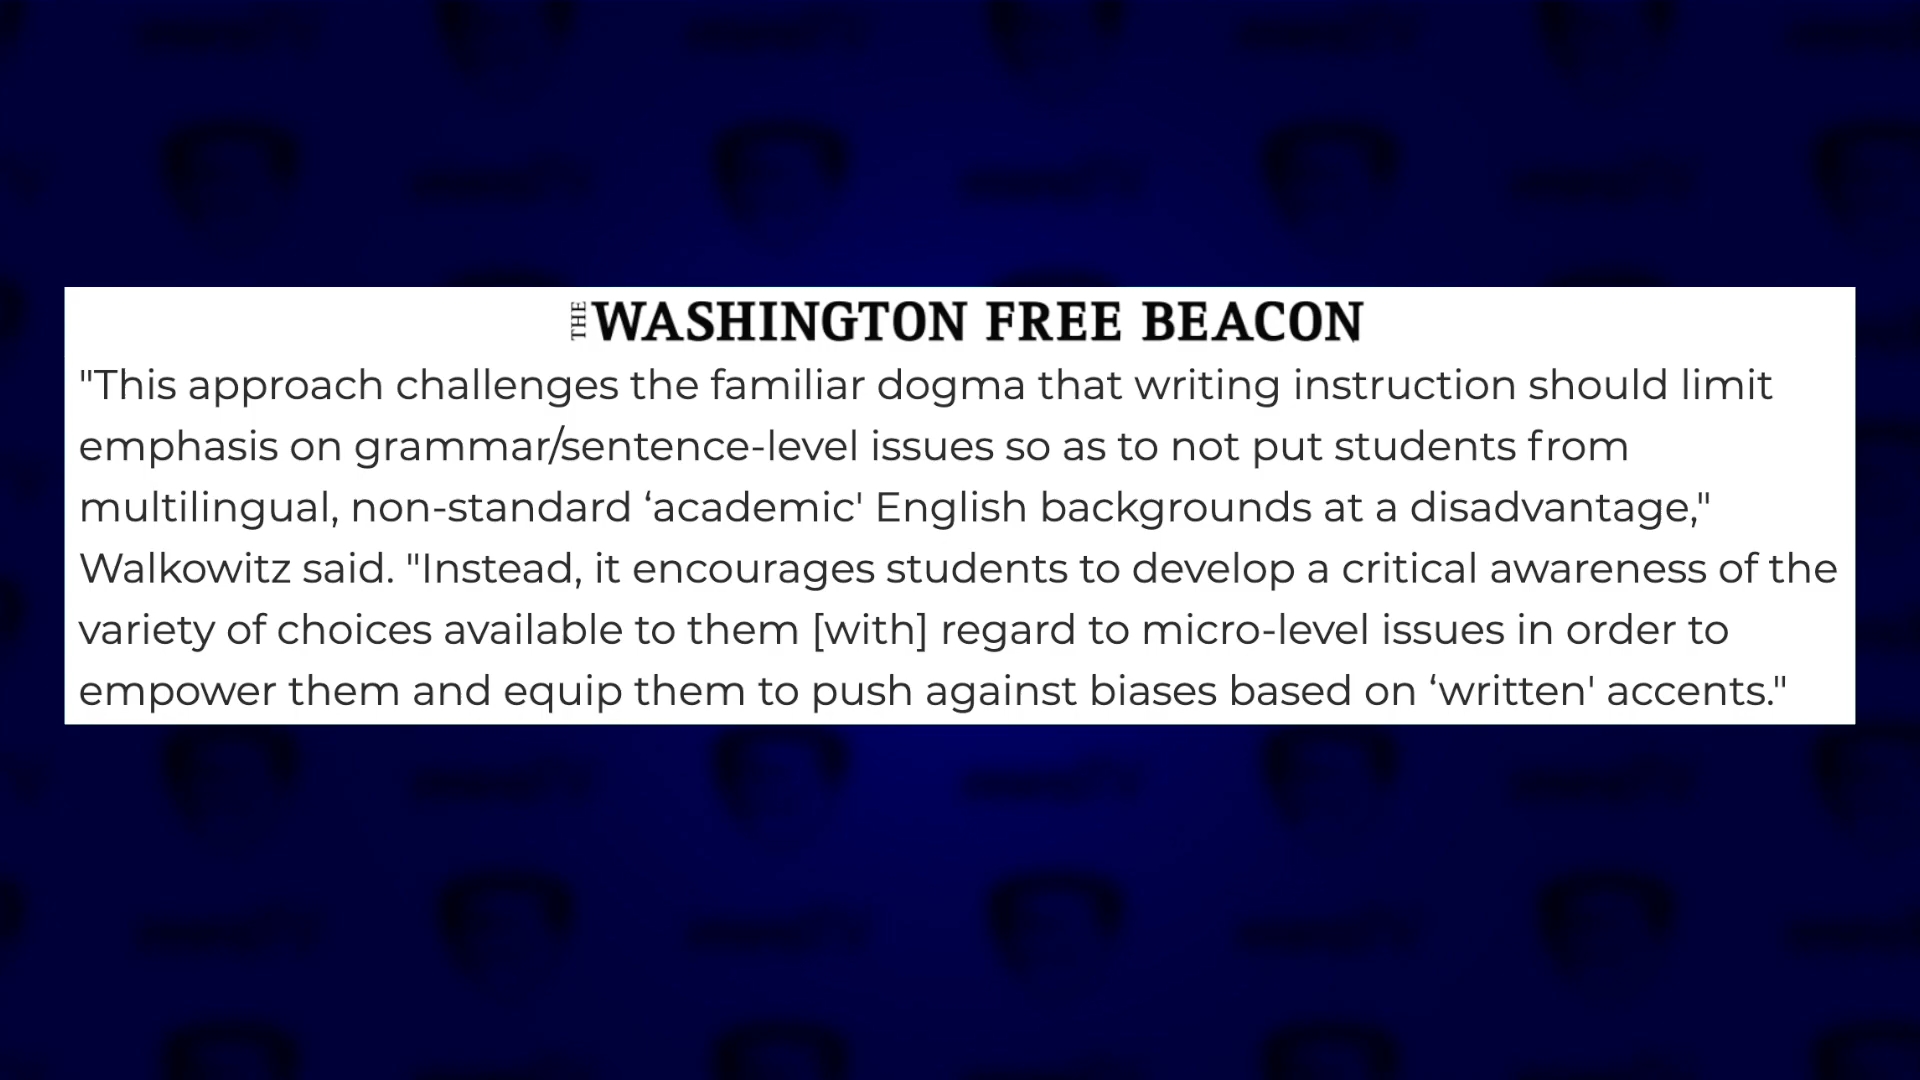 THE WASHINGTON FREE BEACON
"This approach challenges the familiar dogma that writing instruction should limit
emphasis on grammar/sentence-level issues so as to not put students from
multilingual, non-standard ‘academic' English backgrounds at a disadvantage,"
Walkowitz said. "Instead, it encourages students to develop a critical awareness of the
variety of choices available to them [with] regard to micro-level issues in order to
empower them and equip them to push against biases based on ‘written' accents."